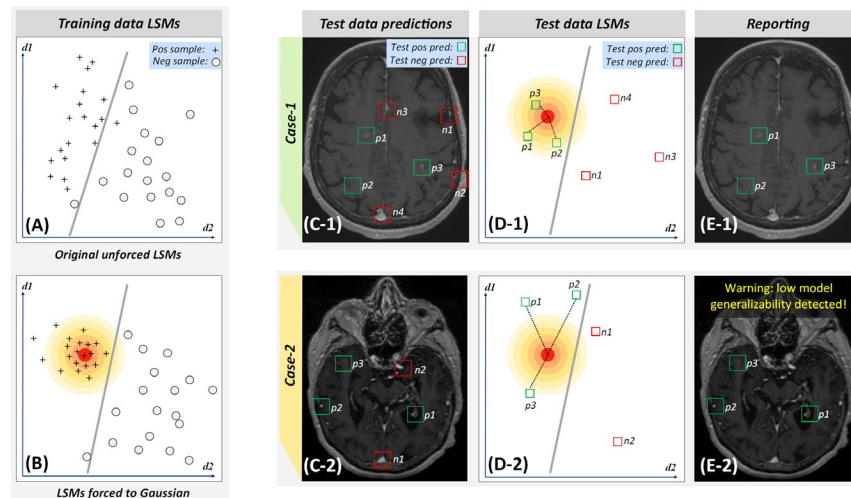 Training data LSMs
d1
Pos sample: +
Neg sample: ○
(A)
d2
Original unforced LSMs
d1
(B)
d2
LSMs forced to Gaussian
Test data predictions
Test data LSMs
Reporting
Case-1
Test pos pred:
Test neg pred:
n3
n1
p1
p3
p2
n2
n4
(C-1)
d1
Test pos pred:
Test neg pred:
p3
n4
p1
p2
n3
n1
(D-1)
d2
p1
p3
p2
(E-1)
Case-2
p3
n2
p2
p1
n1
(C-2)
d1
p2
p1
n1
p3
n2
(D-2)
d2
Warning: low model
generalizability detected!
p3
p2
p1
(E-2)